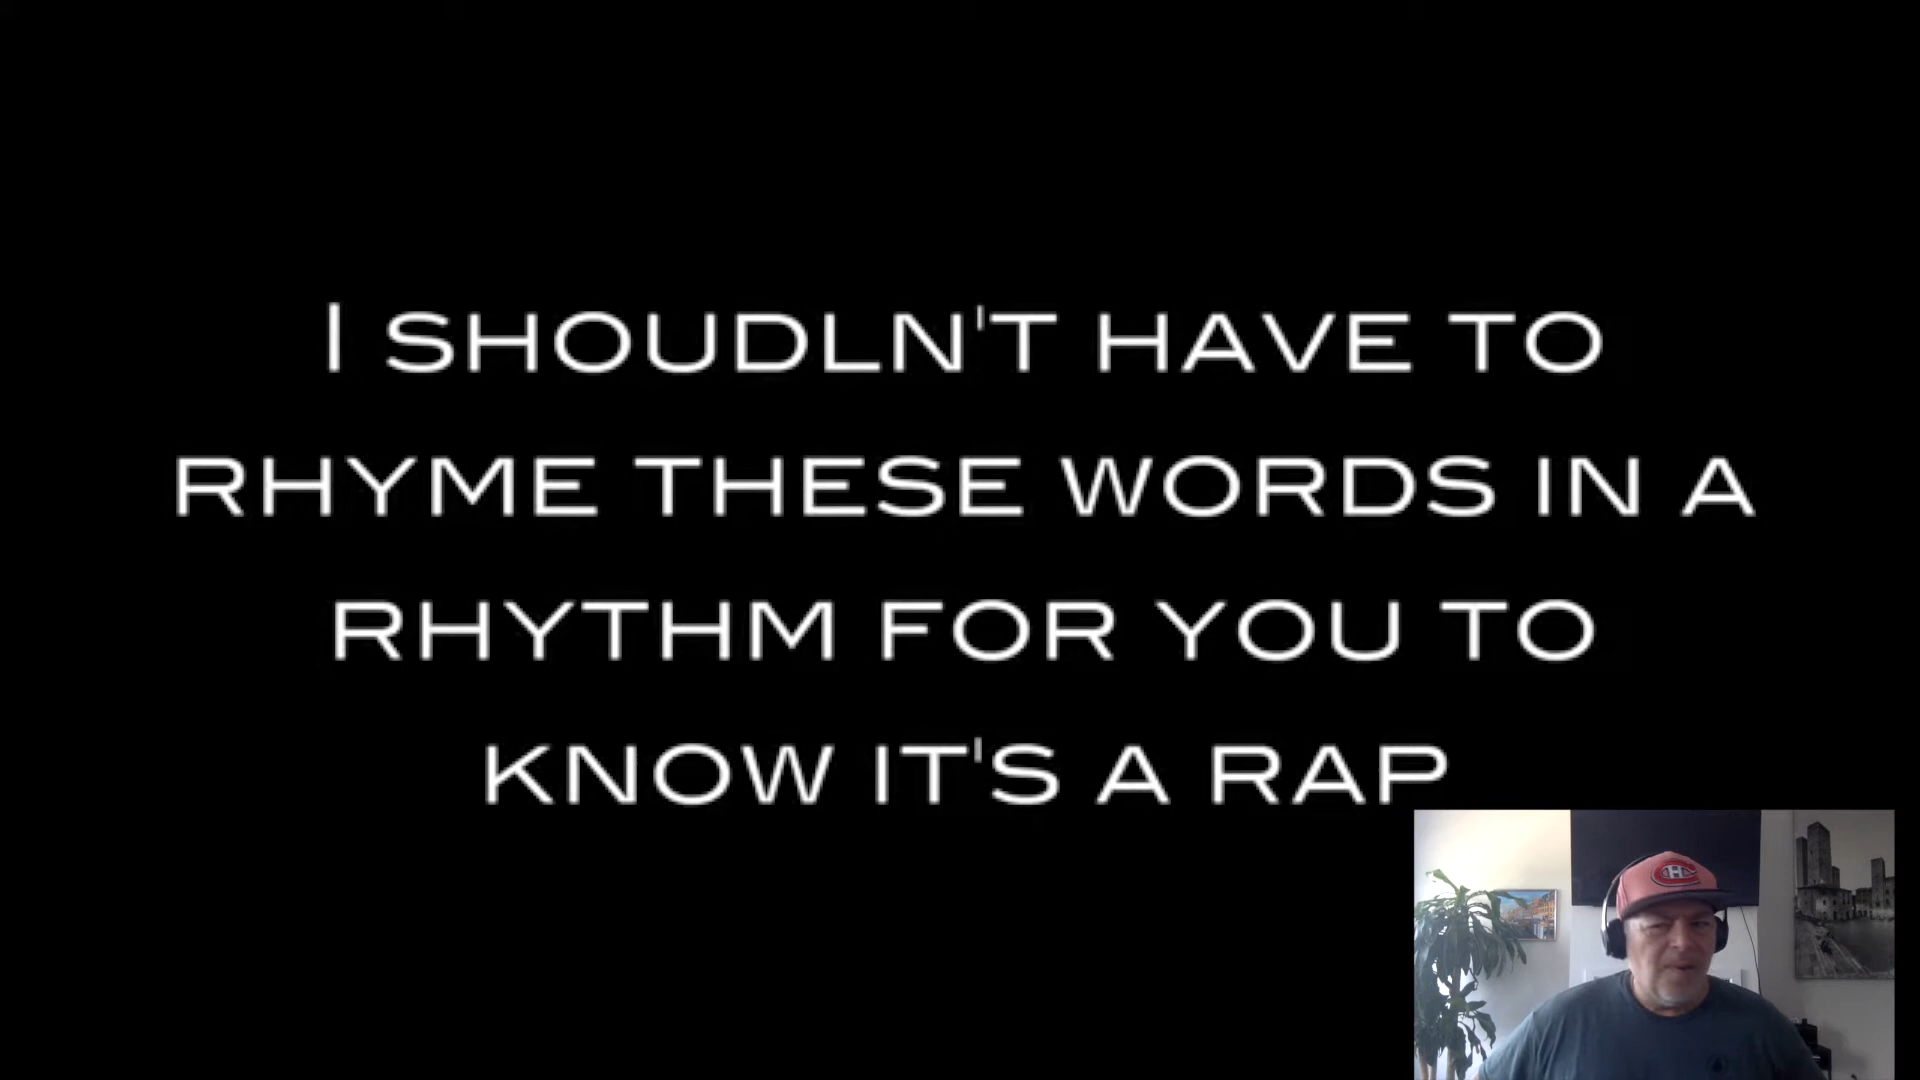 I SHOUDLN'T HAVE TO
RHYME THESE WORDS IN A
RHYTHM FOR YOU TO
KNOW IT'S A RAP